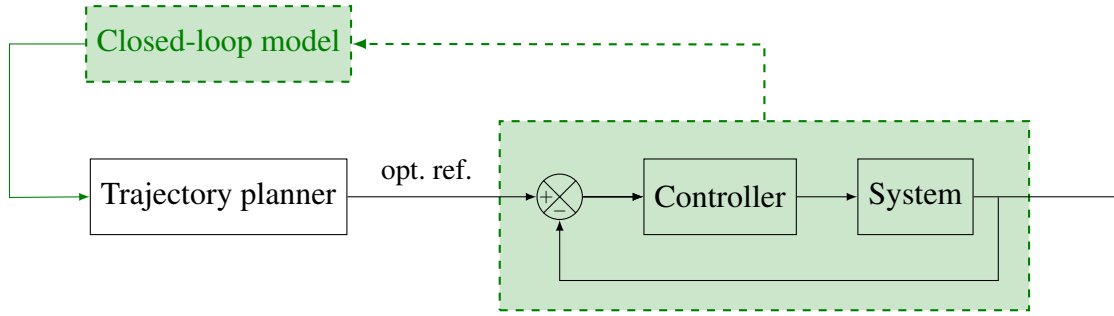 Closed-loop model
opt. ref.
Trajectory planner
+
−
Controller
System